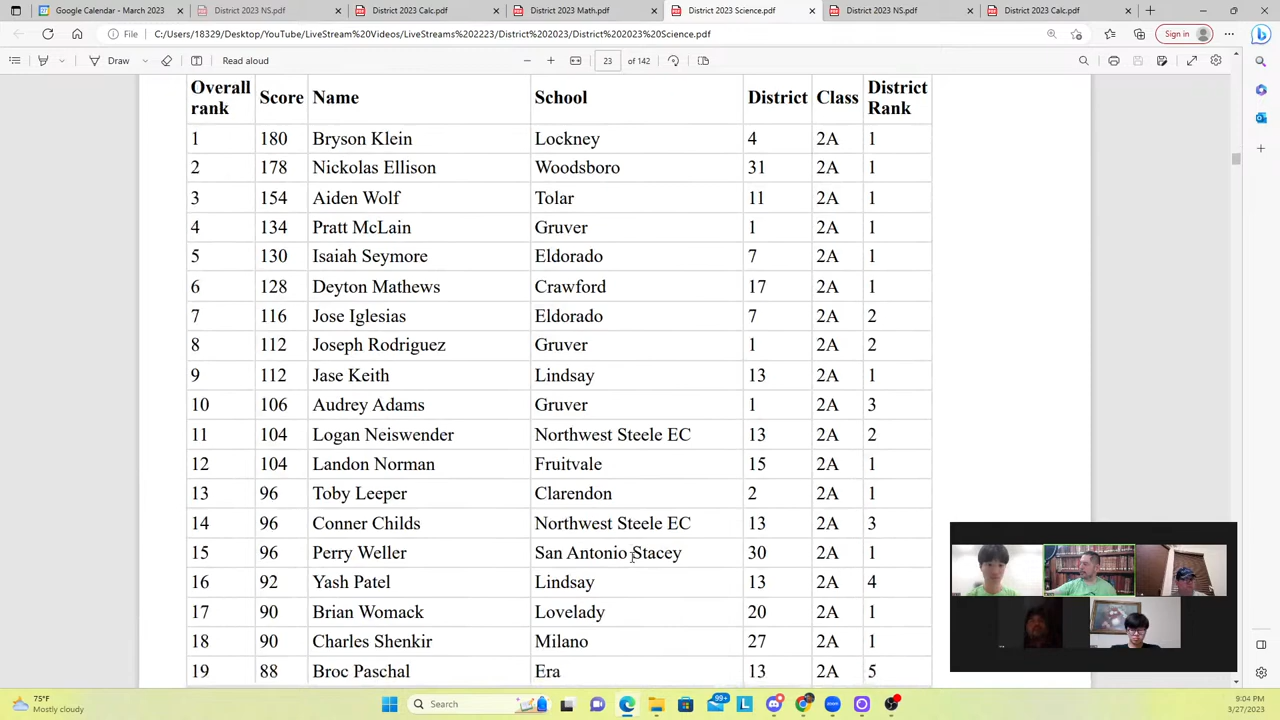 Google Calendar - March 2023
District 2023 NS.pdf
District 2023 Calc.pdf
District 2023 Math.pdf
District 2023 Science.pdf
District 2023 NS.pdf
District 2023 Calc.pdf
File C:/Users/18329/Desktop/YouTube/LiveStream%20Videos/LiveStreams%202223/District%202023/District%202023%20Science.pdf Sign in
Draw Read aloud 23 of 142
Overall rank Score Name School District Class District Rank
1 180 Bryson Klein Lockney 4 2A 1
2 178 Nickolas Ellison Woodsboro 31 2A 1
3 154 Aiden Wolf Tolar 11 2A 1
4 134 Pratt McLain Gruver 1 2A 1
5 130 Isaiah Seymore Eldorado 7 2A 1
6 128 Deyton Mathews Crawford 17 2A 1
7 116 Jose Iglesias Eldorado 7 2A 2
8 112 Joseph Rodriguez Gruver 1 2A 2
9 112 Jase Keith Lindsay 13 2A 1
10 106 Audrey Adams Gruver 1 2A 3
11 104 Logan Neiswender Northwest Steele EC 13 2A 2
12 104 Landon Norman Fruitvale 15 2A 1
13 96 Toby Leeper Clarendon 2 2A 1
14 96 Conner Childs Northwest Steele EC 13 2A 3
15 96 Perry Weller San Antonio Stacey 30 2A 1
16 92 Yash Patel Lindsay 13 2A 4
17 90 Brian Womack Lovelady 20 2A 1
18 90 Charles Shenkir Milano 27 2A 1
19 88 Broc Paschal Era 13 2A 5
75°F
Mostly cloudy
Search
99+
9:04 PM
3/27/2023